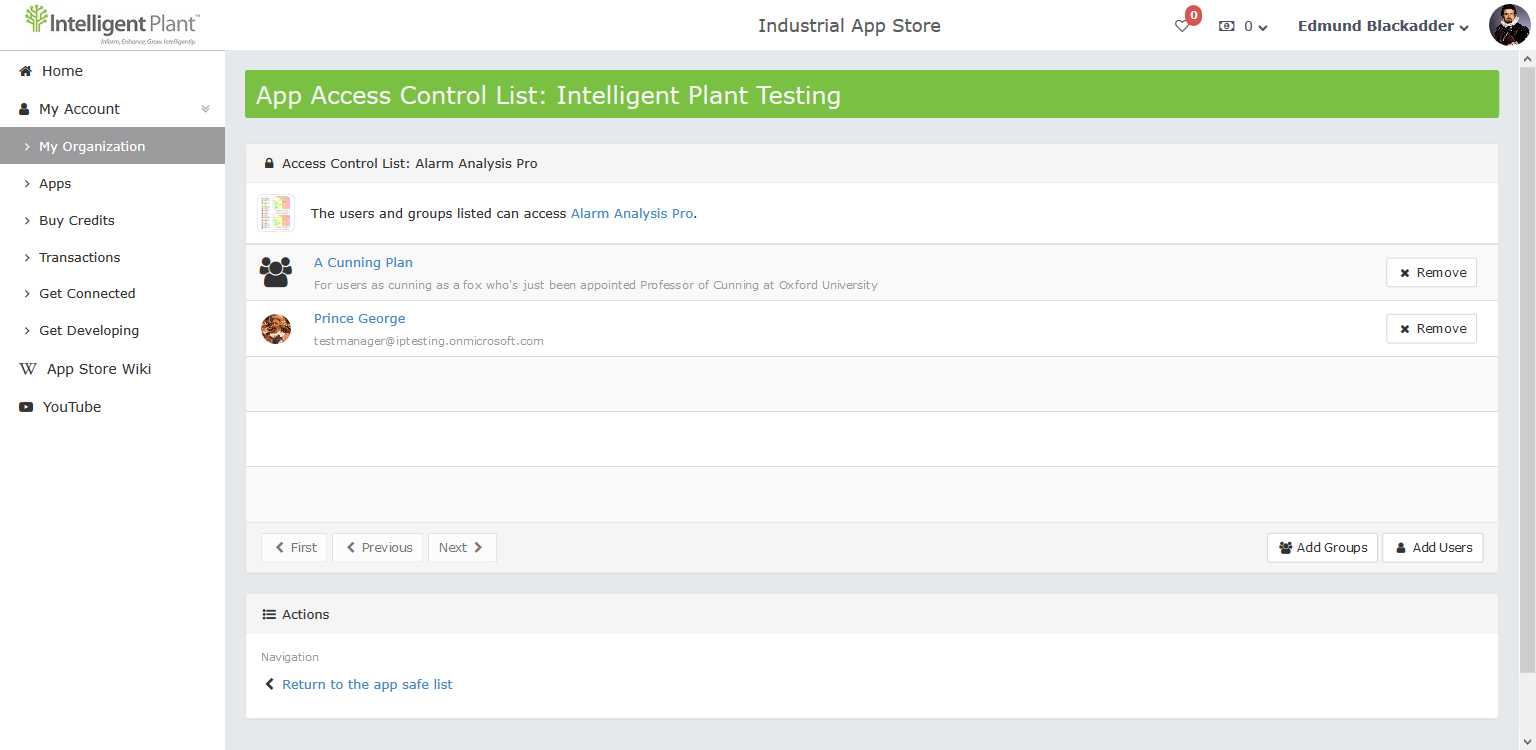 Intelligent Plant™
Inform, Enhance, Grow. Intelligently.
Industrial App Store
0
0
Edmund Blackadder
Home
My Account
My Organization
Apps
Buy Credits
Transactions
Get Connected
Get Developing
W App Store Wiki
YouTube
App Access Control List: Intelligent Plant Testing
Access Control List: Alarm Analysis Pro
The users and groups listed can access Alarm Analysis Pro.
A Cunning Plan
For users as cunning as a fox who's just been appointed Professor of Cunning at Oxford University
Remove
Prince George
testmanager@iptesting.onmicrosoft.com
Remove
First
Previous
Next
Add Groups
Add Users
Actions
Navigation
Return to the app safe list